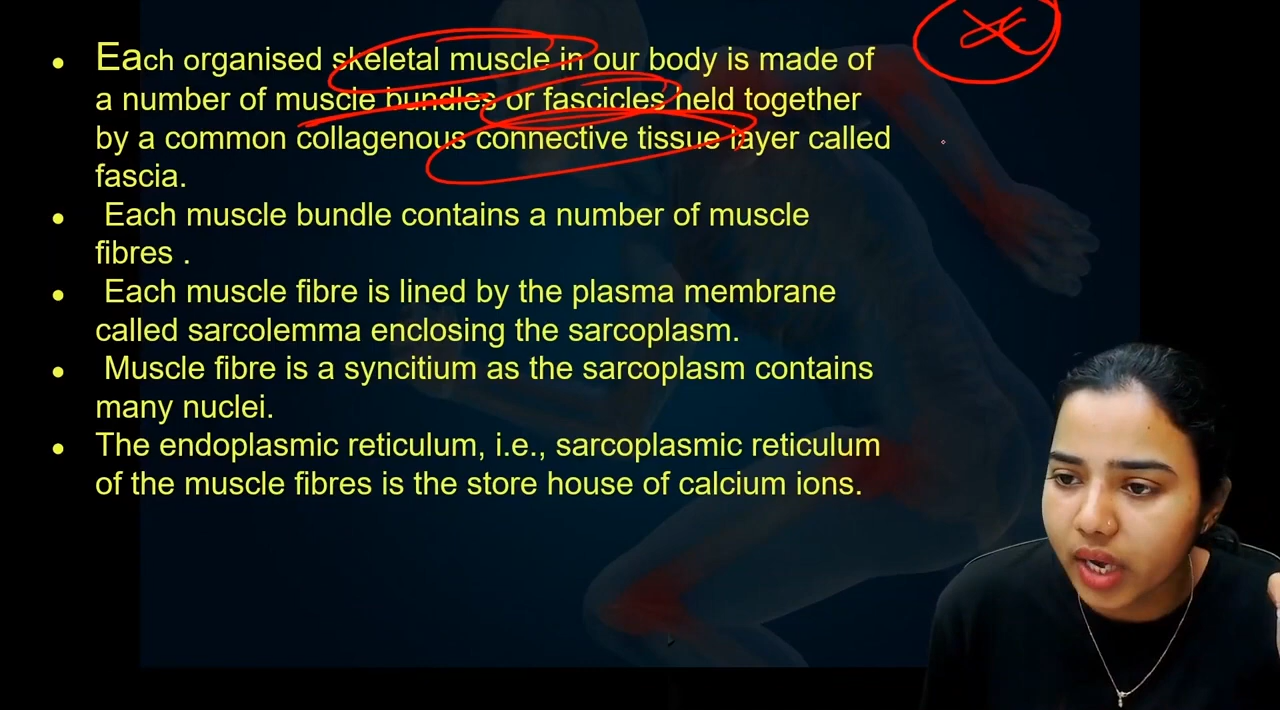 • Each organised skeletal muscle in our body is made of
a number of muscle bundles or fascicles held together
by a common collagenous connective tissue layer called
fascia.
• Each muscle bundle contains a number of muscle
fibres .
• Each muscle fibre is lined by the plasma membrane
called sarcolemma enclosing the sarcoplasm.
• Muscle fibre is a syncitium as the sarcoplasm contains
many nuclei.
• The endoplasmic reticulum, i.e., sarcoplasmic reticulum
of the muscle fibres is the store house of calcium ions.